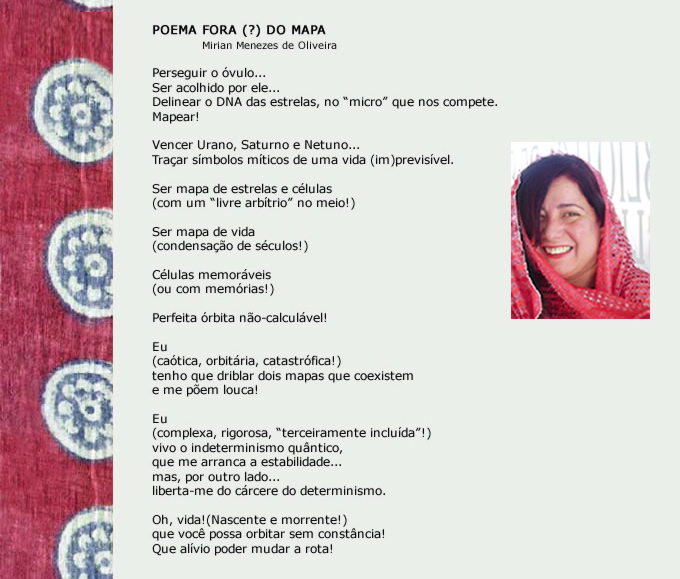 POEMA FORA (?) DO MAPA
Mirian Menezes de Oliveira
Perseguir o óvulo...
Ser acolhido por ele...
Delinear o DNA das estrelas, no “micro” que nos compete.
Mapear!
Vencer Urano, Saturno e Netuno...
Traçar símbolos míticos de uma vida (im)previsível.
Ser mapa de estrelas e células
(com um “livre arbítrio” no meio!)
Ser mapa de vida
(condensação de séculos!)
Células memoráveis
(ou com memórias!)
Perfeita órbita não-calculável!
Eu
(caótica, orbitária, catastrófica!)
tenho que driblar dois mapas que coexistem
e me põem louca!
Eu
(complexa, rigorosa, “terceiramente incluída”!)
vivo o indeterminismo quântico,
que me arranca a estabilidade...
mas, por outro lado...
liberta-me do cárcere do determinismo.
Oh, vida!(Nascente e morrente!)
que você possa orbitar sem constância!
Que alívio poder mudar a rota!